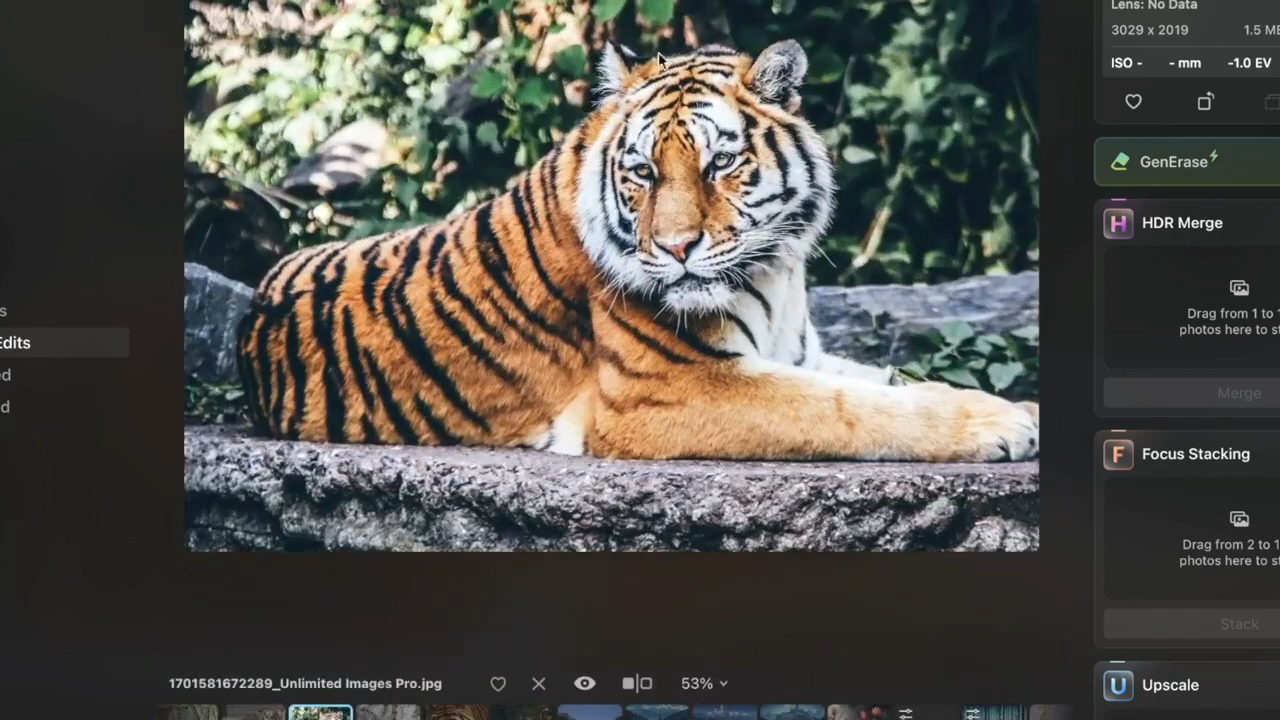 Lens: No Data
3029 x 2019 1.5 M
ISO - - mm -1.0 EV
GenErase
H HDR Merge
Drag from 1 to
photos here to s
Merge
F Focus Stacking
Drag from 2 to 1
photos here to s
Stack
U Upscale
s
Edits
ed
d
1701581672289_Unlimited Images Pro.jpg
53%